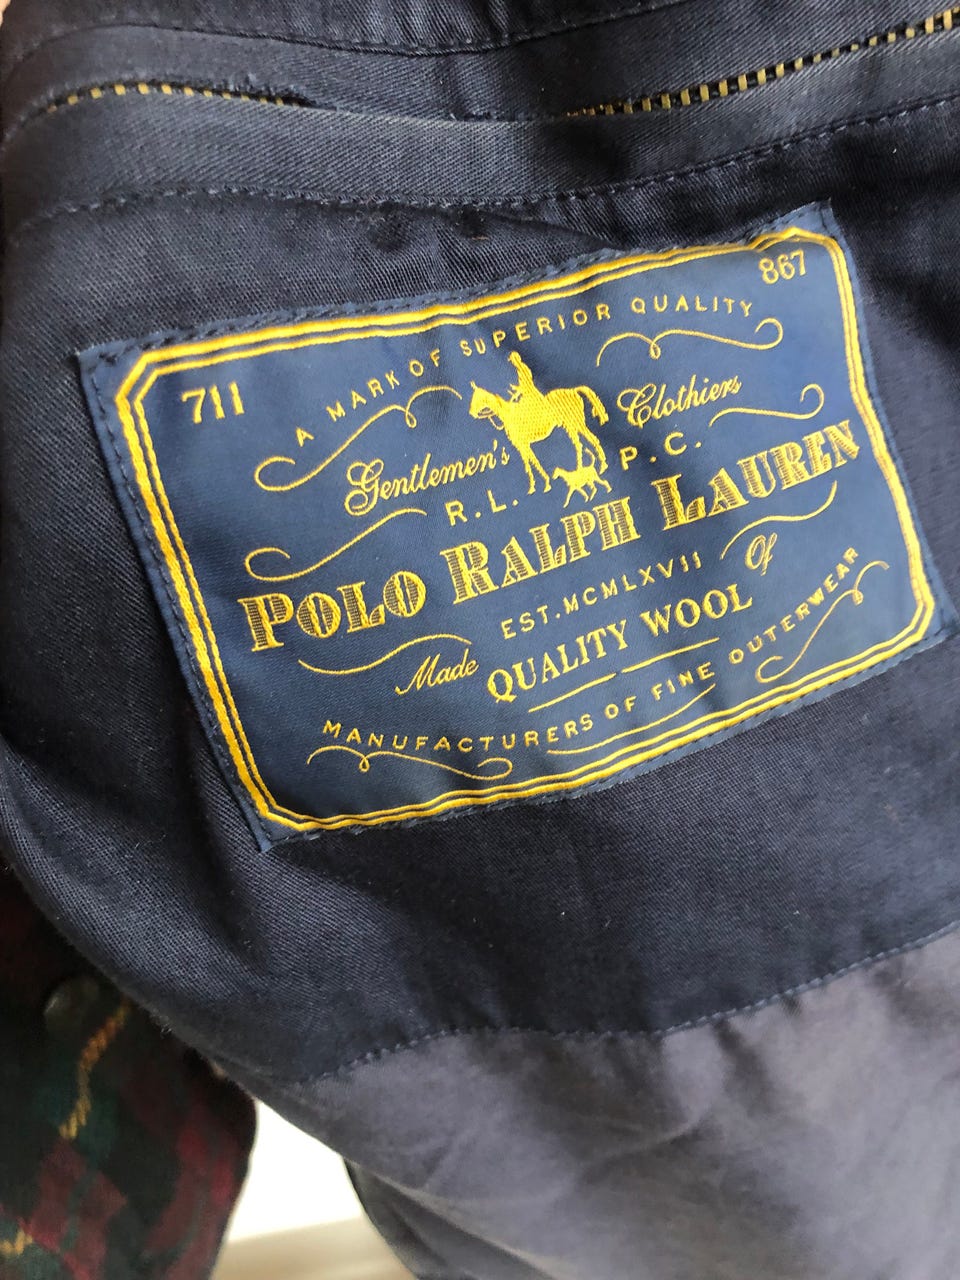 711
867
A MARK OF SUPERIOR QUALITY
Gentlemen's Clothiers
R.L. P.C.
POLO RALPH LAUREN
EST. MCMLXVII
Made QUALITY WOOL Of
MANUFACTURERS OF FINE OUTERWEAR